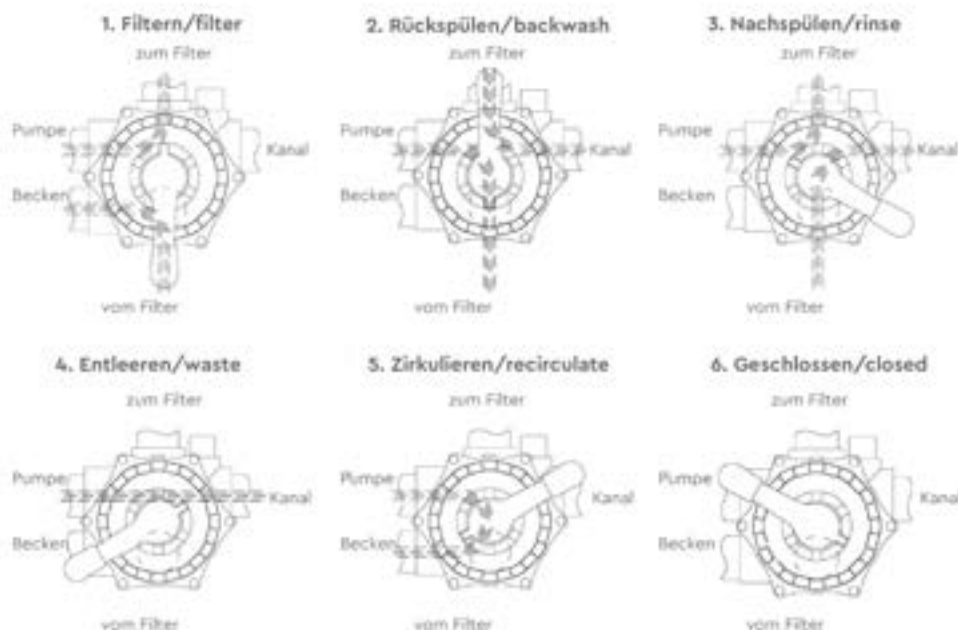 1. Filtern/filter
zum Filter
Pumpe
Kanal
Becken
vom Filter
2. Rückspülen/backwash
zum Filter
Pumpe
Kanal
Becken
vom Filter
3. Nachspülen/rinse
zum Filter
Pumpe
Kanal
Becken
vom Filter
4. Entleeren/waste
zum Filter
Pumpe
Kanal
Becken
vom Filter
5. Zirkulieren/recirculate
zum Filter
Pumpe
Kanal
Becken
vom Filter
6. Geschlossen/closed
zum Filter
Pumpe
Kanal
Becken
vom Filter